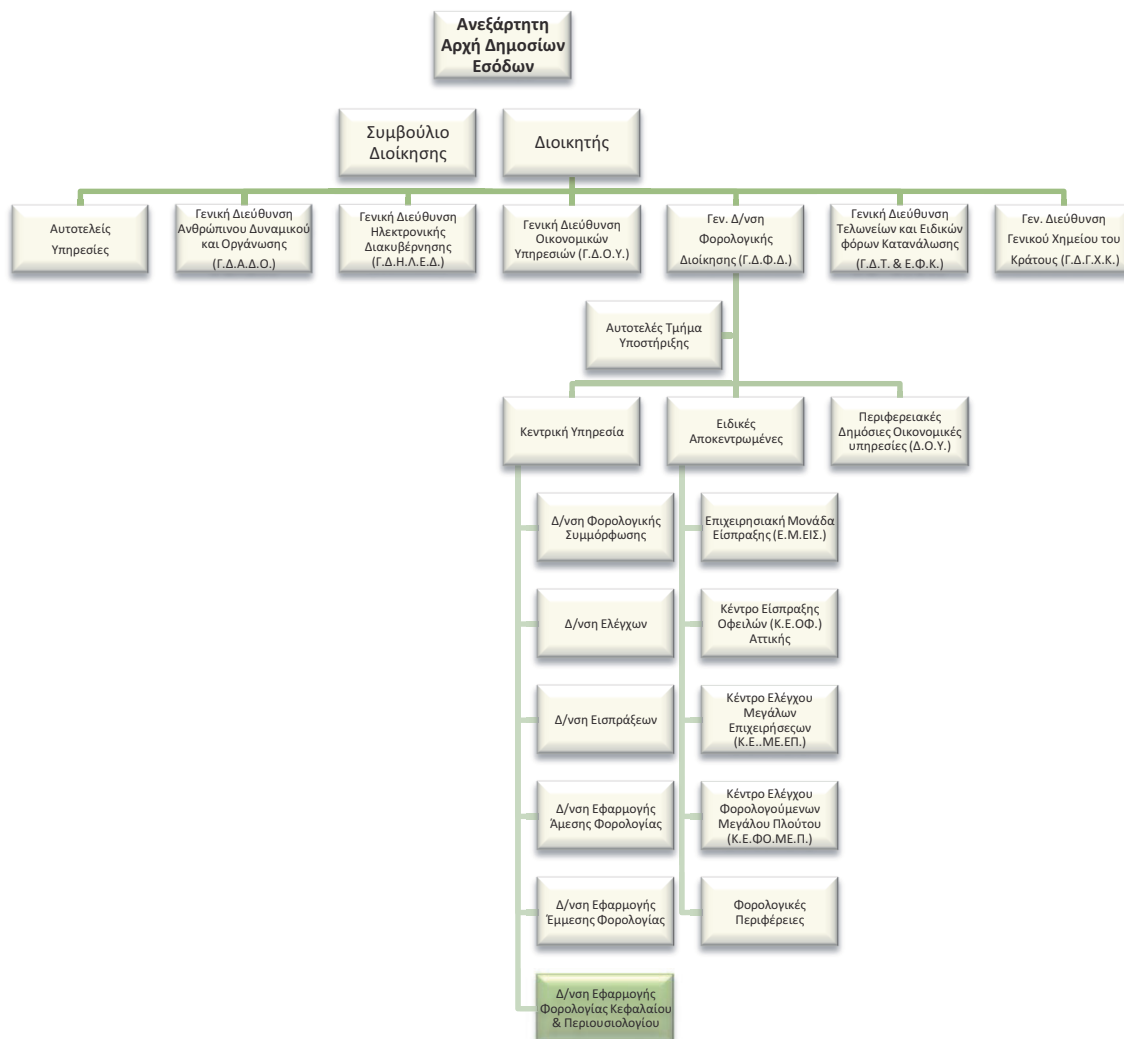 Ανεξάρτητη
Αρχή Δημοσίων
Εσόδων
Συμβούλιο
Διοίκησης
Διοικητής
Αυτοτελείς
Υπηρεσίες
Γενική Διεύθυνση
Ανθρώπινου Δυναμικού
και Οργάνωσης
(Γ.Δ.Α.Δ.Ο.)
Γενική Διεύθυνση
Ηλεκτρονικής
Διακυβέρνησης
(Γ.Δ.Η.Λ.Ε.Δ.)
Γενική Διεύθυνση
Οικονομικών
Υπηρεσιών (Γ.Δ.Ο.Υ.)
Γεν. Δ/νση
Φορολογικής
Διοίκησης (Γ.Δ.Φ.Δ.)
Γενική Διεύθυνση
Τελωνείων και Ειδικών
φόρων Κατανάλωσης
(Γ.Δ.Τ. & Ε.Φ.Κ.)
Γεν. Διεύθυνση
Γενικού Χημείου του
Κράτους (Γ.Δ.Γ.Χ.Κ.)
Αυτοτελές Τμήμα
Υποστήριξης
Κεντρική Υπηρεσία
Ειδικές
Αποκεντρωμένες
Περιφερειακές
Δημόσιες Οικονομικές
υπηρεσίες (Δ.Ο.Υ.)
Δ/νση Φορολογικής
Συμμόρφωσης
Δ/νση Ελέγχων
Δ/νση Εισπράξεων
Δ/νση Εφαρμογής
Άμεσης Φορολογίας
Δ/νση Εφαρμογής
Έμμεσης Φορολογίας
Δ/νση Εφαρμογής
Φορολογίας Κεφαλαίου
& Περιουσιολογίου
Επιχειρησιακή Μονάδα
Είσπραξης (Ε.Μ.ΕΙΣ.)
Κέντρο Είσπραξης
Οφειλών (Κ.Ε.ΟΦ.)
Αττικής
Κέντρο Ελέγχου
Μεγάλων
Επιχειρήσεςων
(Κ.Ε..ΜΕ.ΕΠ.)
Κέντρο Ελέγχου
Φορολογούμενων
Μεγάλου Πλούτου
(Κ.Ε.ΦΟ.ΜΕ.Π.)
Φορολογικές
Περιφέρειες